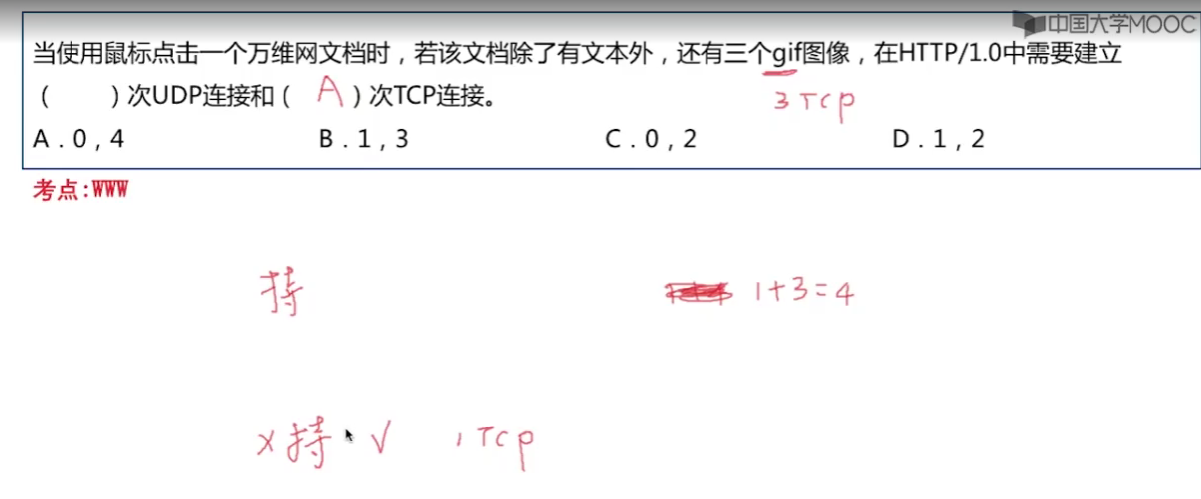 中国大学MOOC
当使用鼠标点击一个万维网文档时，若该文档除了有文本外，还有三个gif图像，在HTTP/1.0中需要建立
（ ）次UDP连接和（ A ）次TCP连接。
3 TCP
A．0，4 B．1，3 C．0，2 D．1，2
考点:WWW
持
1+3=4
x持 √ 1 TCP